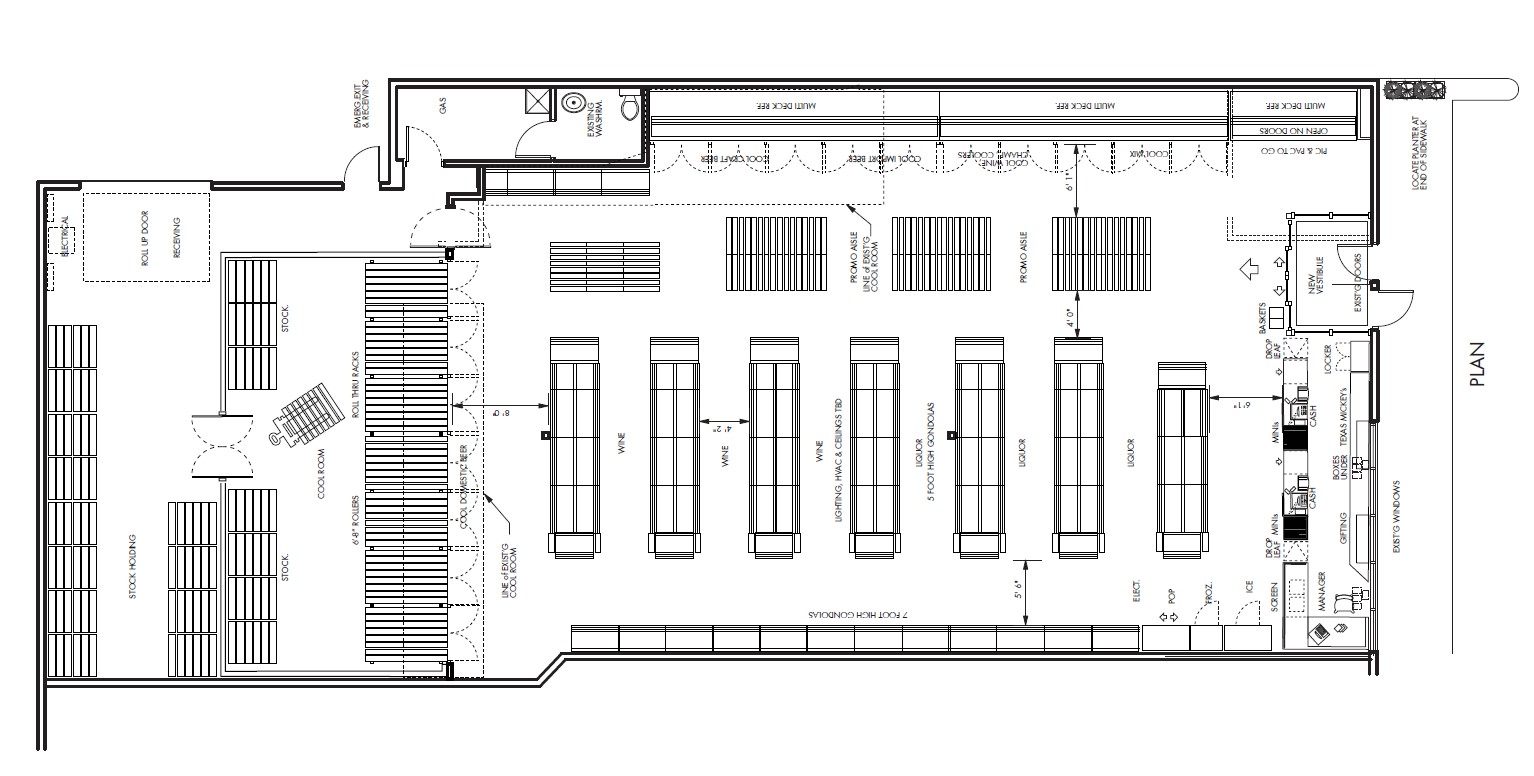 EMERG.EXIT
& RECEIVING
GAS
EXISTING
WASHRM.
MULTI DECK REF.
MULTI DECK REF.
MULTI DECK REF.
OPEN NO DOORS
COOL CRAFT BEER
COOL IMPORT BEER
COOL WINE
CHAMP. COOLERS
COOL MIX
PIC & PAC TO GO
LOCATE PLANTER AT
END OF SIDEWALK
6' 1"
ELECTRICAL
ROLL UP DOOR
RECEIVING
PROMO AISLE
LINE of EXIST'G
COOL ROOM
PROMO AISLE
NEW
VESTIBULE
EXIST'G DOORS
STOCK.
4' 0"
BASKETS
DROP
LEAF
LOCKER
PLAN
ROLL THRU RACKS
8' 0"
4' 2"
6' 1"
CASH
MINIs
TEXAS MICKEY's
COOL ROOM
COOL DOMESTIC BEER
WINE
WINE
WINE
LIGHTING, HVAC & CEILINGS TBD
LIQUOR
5 FOOT HIGH GONDOLAS
LIQUOR
LIQUOR
BOXES
UNDER
CASH
6'-8" ROLLERS
MINIs
GIFTING
EXIST'G WINDOWS
STOCK HOLDING
STOCK.
LINE of EXIST'G
COOL ROOM
DROP
LEAF
5' 6"
ELECT.
POP
FROZ.
ICE
SCREEN
MANAGER
7 FOOT HIGH GONDOLAS